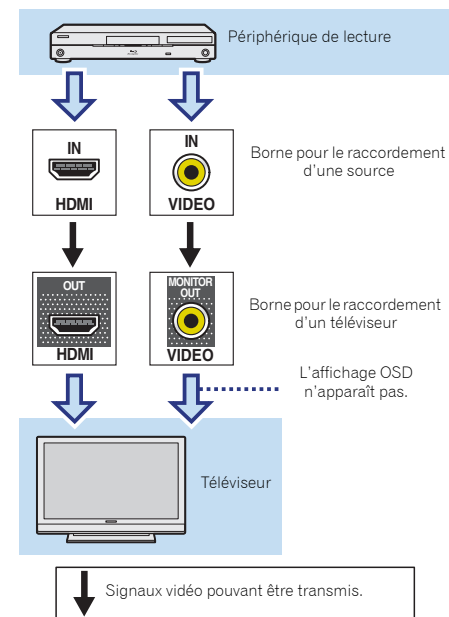 Périphérique de lecture
IN
HDMI
IN
VIDEO
Borne pour le raccordement
d'une source
OUT
HDMI
MONITOR
OUT
VIDEO
Borne pour le raccordement
d'un téléviseur
L'affichage OSD
n'apparaît pas.
Téléviseur
Signaux vidéo pouvant être transmis.